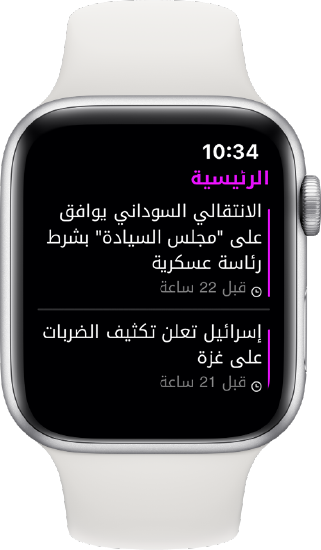 10:34
الرئيسية
الانتقالي السوداني يوافق
على "مجلس السيادة" بشرط
رئاسة عسكرية
قبل 22 ساعة
إسرائيل تعلن تكثيف الضربات
على غزة
قبل 21 ساعة